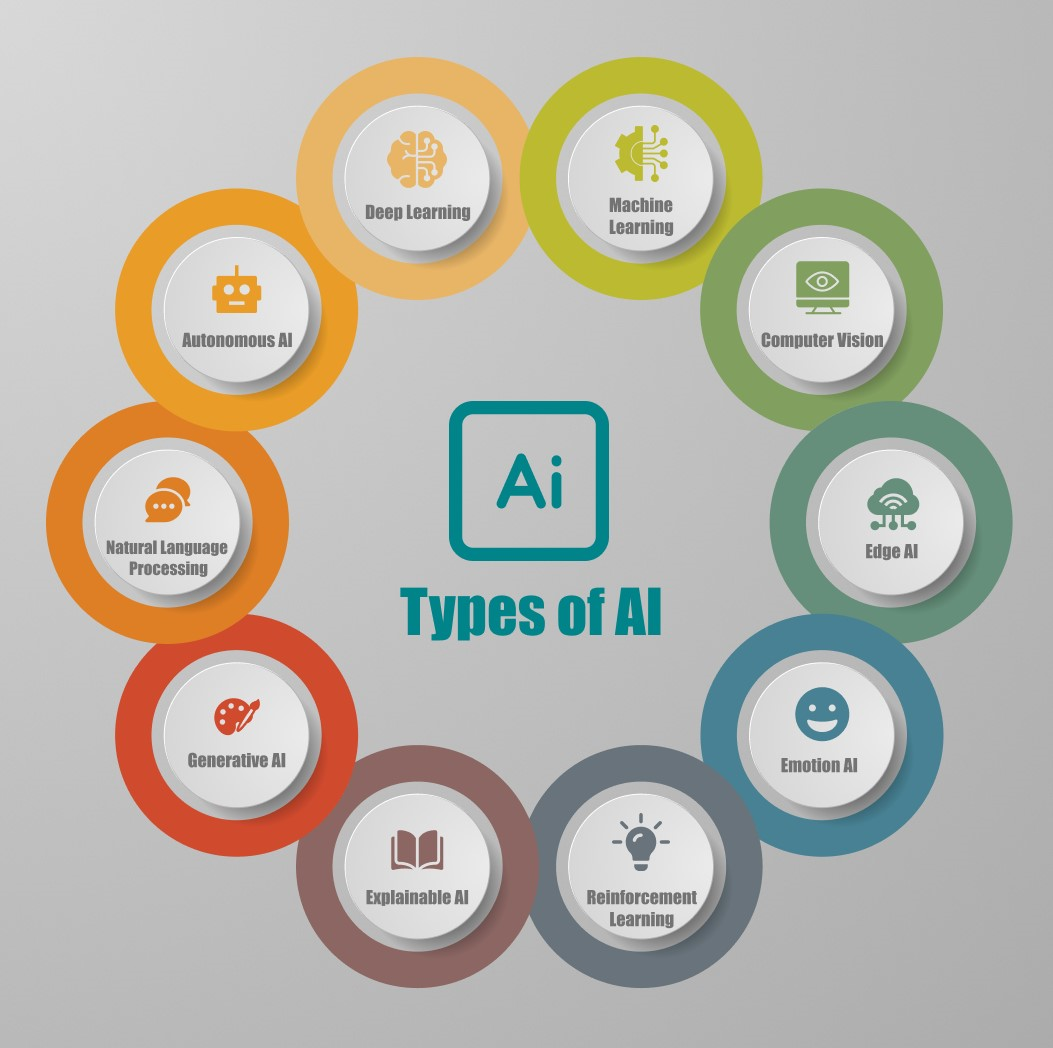 Deep Learning
Machine
Learning
Autonomous AI
Computer Vision
Natural Language
Processing
Ai
Types of AI
Edge AI
Generative AI
Emotion AI
Explainable AI
Reinforcement
Learning